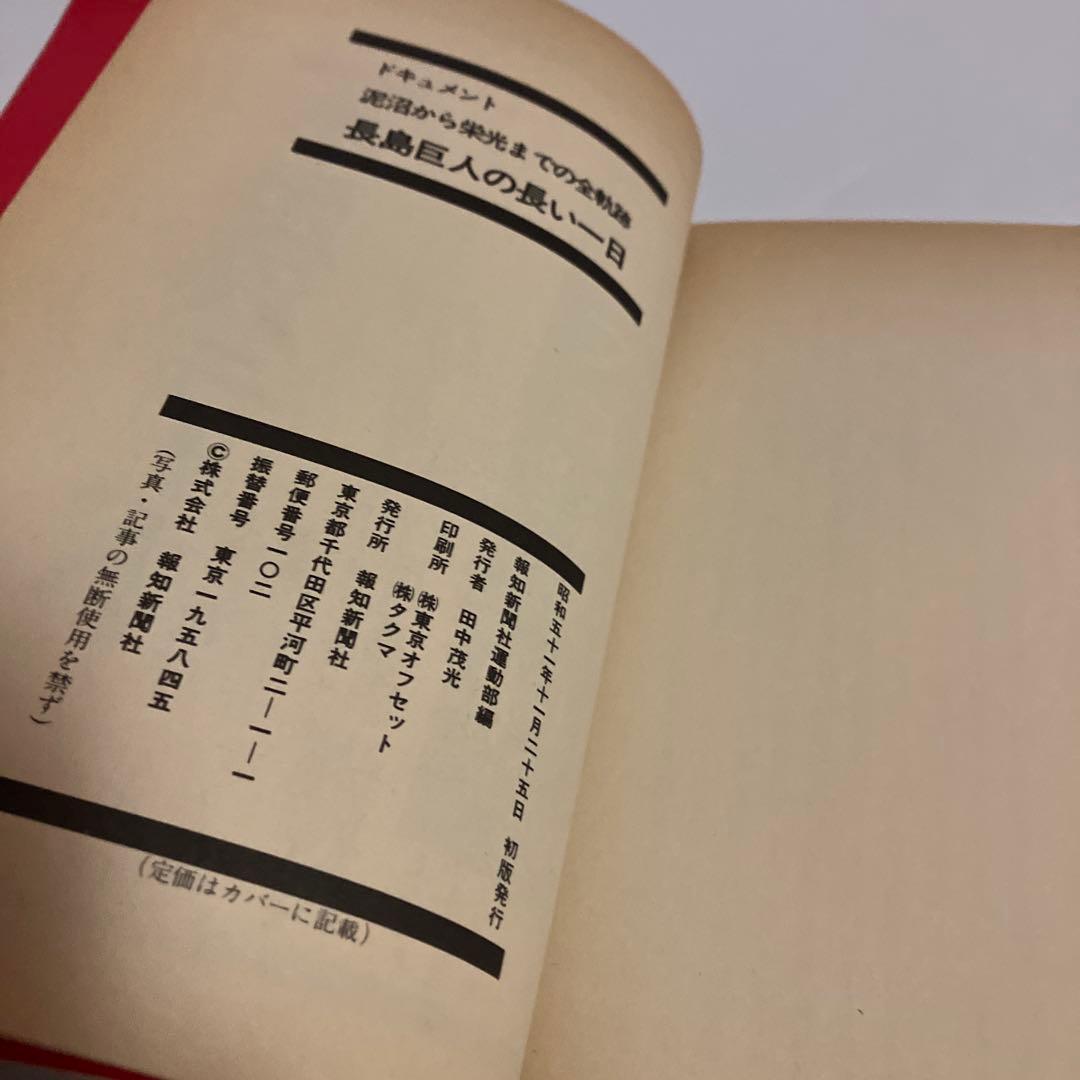 ドキュメント
泥沼から栄光までの全軌跡
長島巨人の長い一日
昭和五十一年十一月二十五日　初版発行
報知新聞社運動部編
発行者　田中茂光
印刷所　㈱東京オフセット
㈱タクマ
発行所　報知新聞社
東京都千代田区平河町二―一―一
郵便番号一〇二
振替番号　東京一九五八四五
©株式会社　報知新聞社
(写真・記事の無断使用を禁ず)
(定価はカバーに記載)